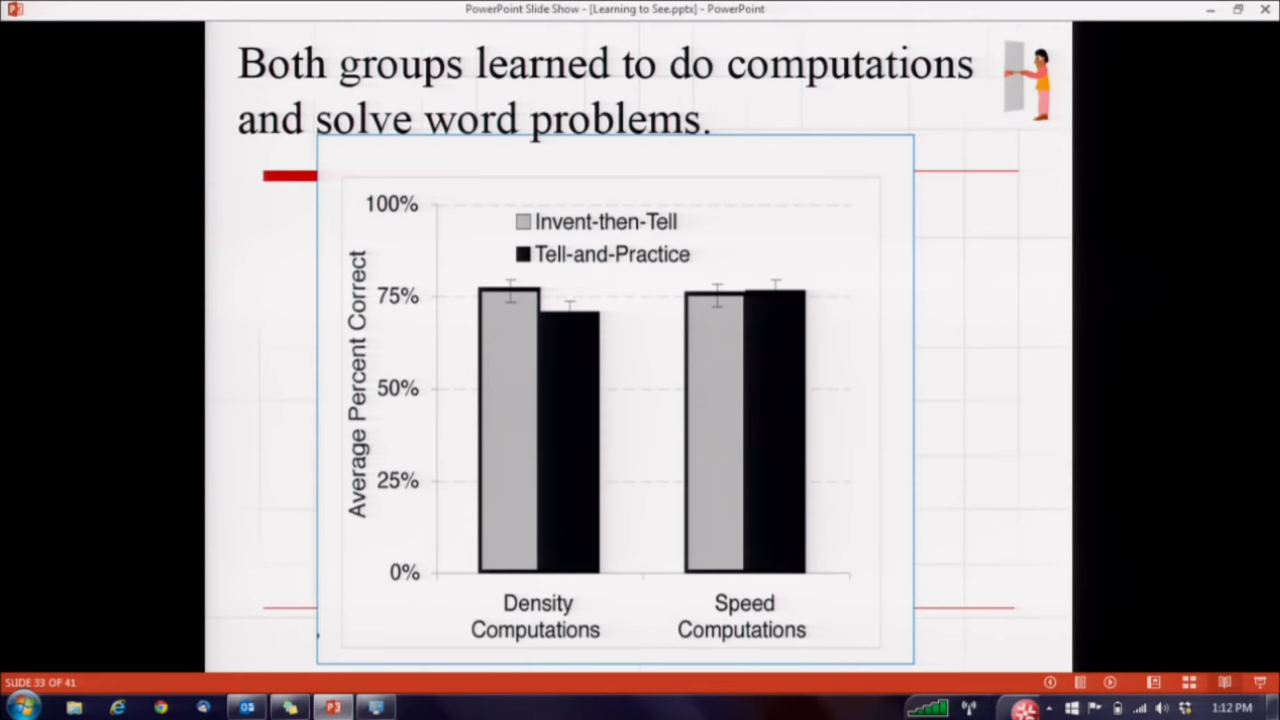 PowerPoint Slide Show - [Learning to See.pptx] - PowerPoint
Both groups learned to do computations
and solve word problems.
100%
75%
50%
25%
0%
Average Percent Correct
Invent-then-Tell
Tell-and-Practice
Density
Computations
Speed
Computations
SLIDE 33 OF 41
1:12 PM